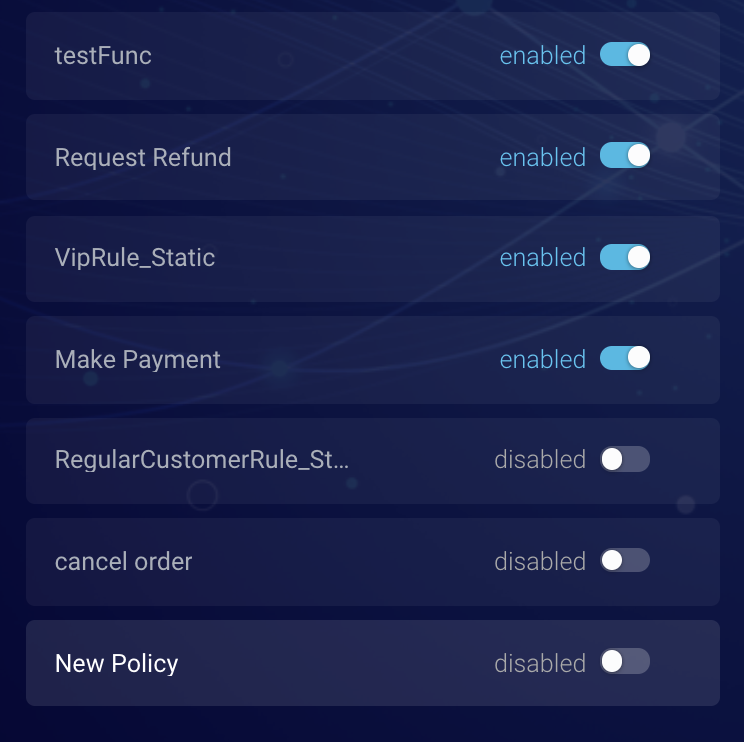 testFunc enabled
Request Refund enabled
VipRule_Static enabled
Make Payment enabled
RegularCustomerRule_St... disabled
cancel order disabled
New Policy disabled